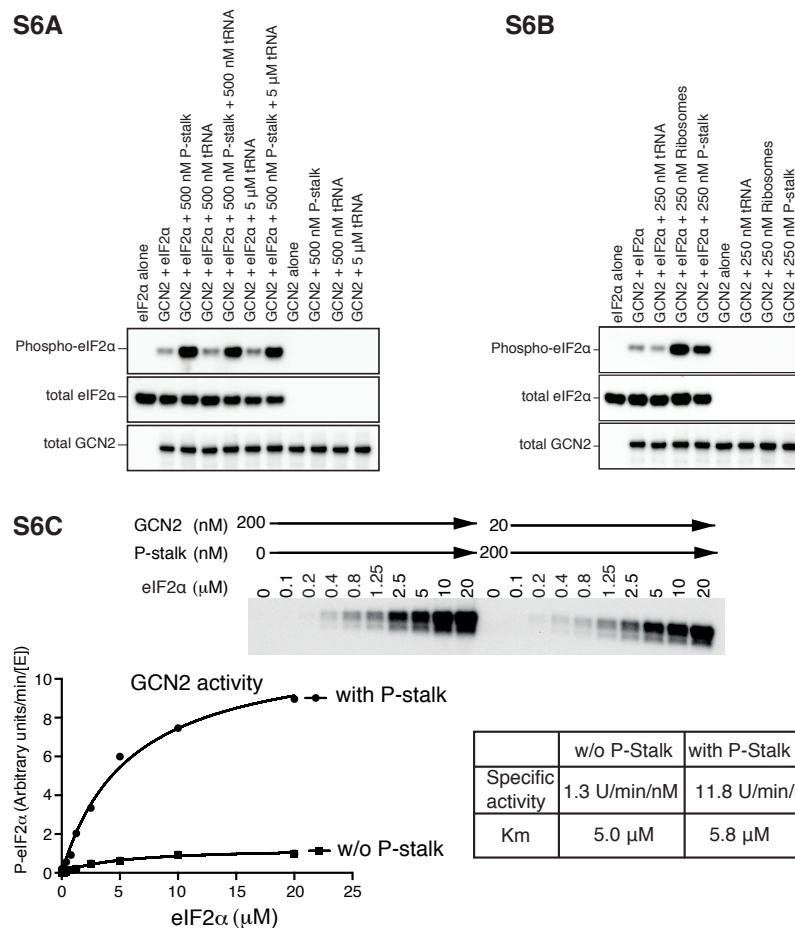 S6A
eIF2α alone
GCN2 + eIF2α
GCN2 + eIF2α + 500 nM P-stalk
GCN2 + eIF2α + 500 nM tRNA
GCN2 + eIF2α + 500 nM P-stalk + 500 nM tRNA
GCN2 + eIF2α + 5 µM tRNA
GCN2 + eIF2α + 500 nM P-stalk + 5 µM tRNA
GCN2 alone
GCN2 + 500 nM P-stalk
GCN2 + 500 nM tRNA
GCN2 + 5 µM tRNA
Phospho-eIF2α
total eIF2α
total GCN2
S6B
eIF2α alone
GCN2 + eIF2α
GCN2 + eIF2α + 250 nM tRNA
GCN2 + eIF2α + 250 nM Ribosomes
GCN2 + eIF2α + 250 nM P-stalk
GCN2 alone
GCN2 + 250 nM tRNA
GCN2 + 250 nM Ribosomes
GCN2 + 250 nM P-stalk
Phospho-eIF2α
total eIF2α
total GCN2
S6C
GCN2 (nM) 200 20
P-stalk (nM) 0 200
eIF2α (µM) 0 0.1 0.2 0.4 0.8 1.25 2.5 5 10 20 0 0.1 0.2 0.4 0.8 1.25 2.5 5 10 20
GCN2 activity
with P-stalk
w/o P-stalk
P-eIF2α (Arbitrary units/min/[E])
10
8
6
4
2
0
0 5 10 15 20 25
eIF2α (µM)
w/o P-Stalk with P-Stalk
Specific activity 1.3 U/min/nM 11.8 U/min/
Km 5.0 µM 5.8 µM